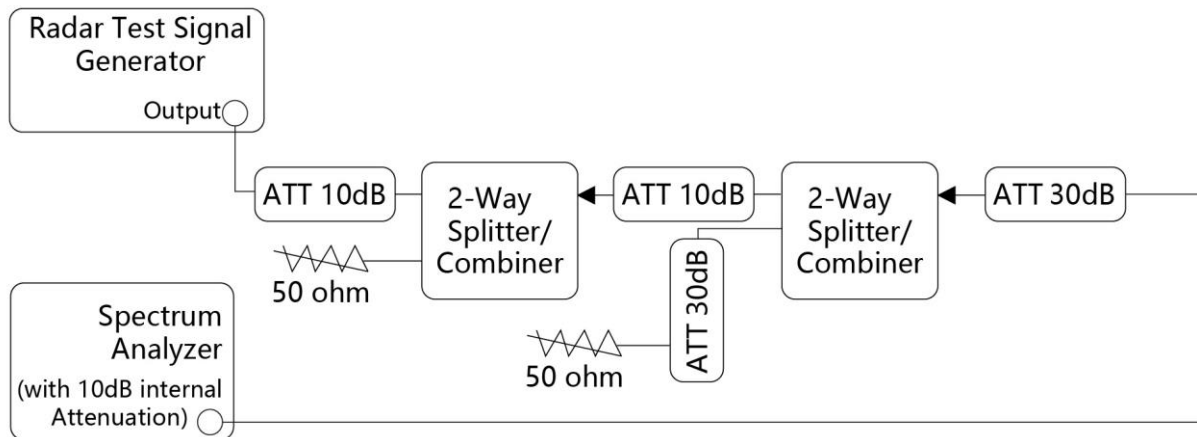 Radar Test Signal
Generator
Output
ATT 10dB
2-Way
Splitter/
Combiner
ATT 10dB
2-Way
Splitter/
Combiner
ATT 30dB
50 ohm
ATT 30dB
50 ohm
Spectrum
Analyzer
(with 10dB internal
Attenuation)